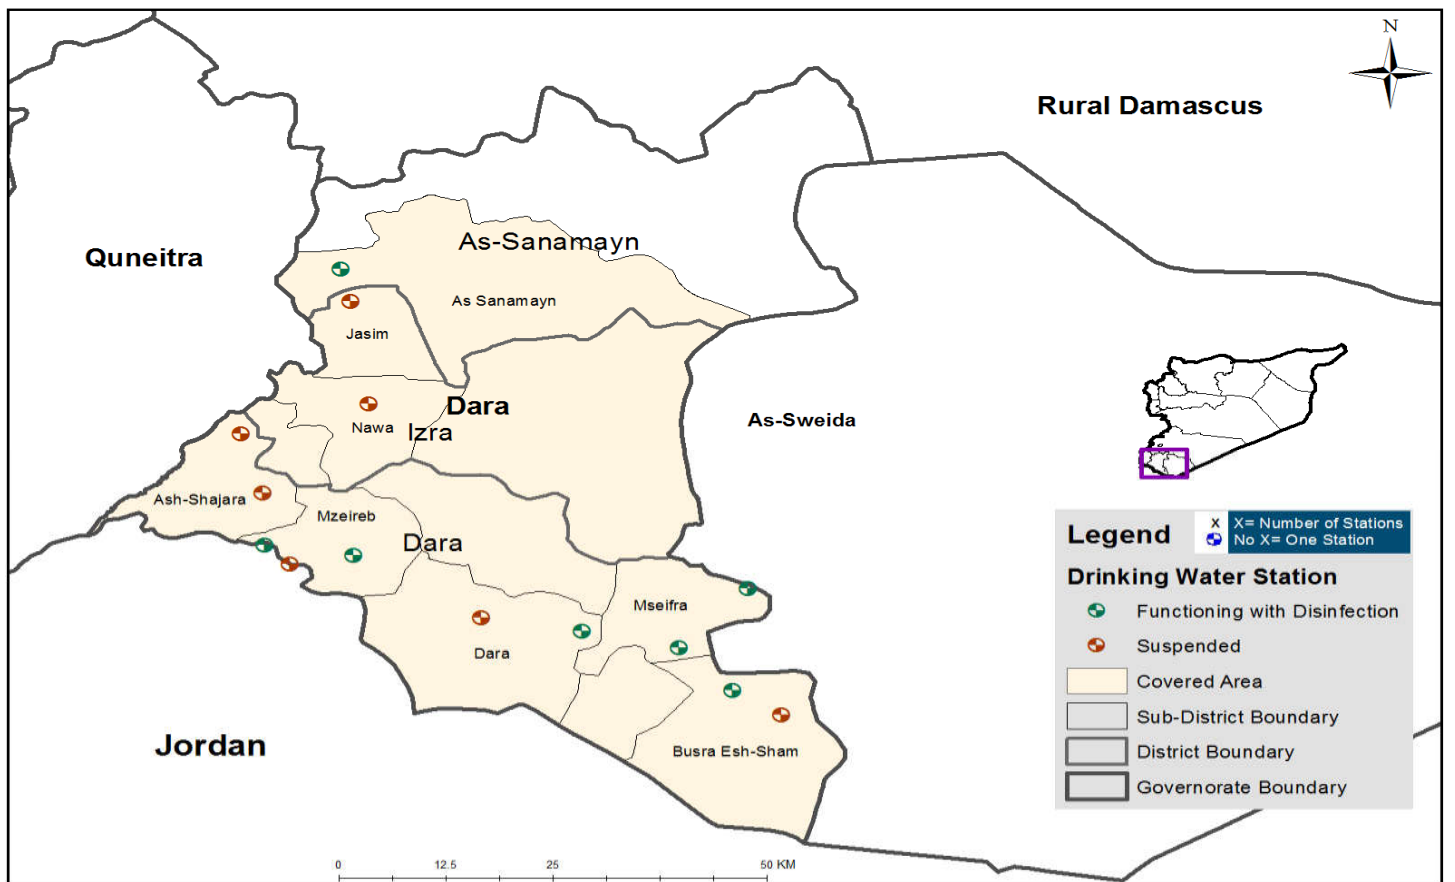 N
Rural Damascus
Quneitra
As-Sanamayn
As Sanamayn
Jasim
Dara
Nawa
Izra
As-Sweida
Ash-Shajara
Mzeireb
Dara
Mseifra
Dara
Busra Esh-Sham
Jordan
Legend
X X= Number of Stations
No X= One Station
Drinking Water Station
Functioning with Disinfection
Suspended
Covered Area
Sub-District Boundary
District Boundary
Governorate Boundary
0 12.5 25 50 KM